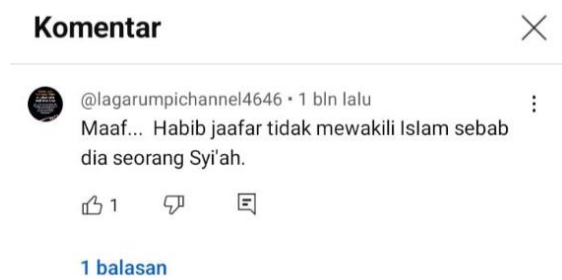 Komentar
@lagarumpichannel4646 • 1 bln lalu
Maaf... Habib jaafar tidak mewakili Islam sebab
dia seorang Syi'ah.
1
1 balasan